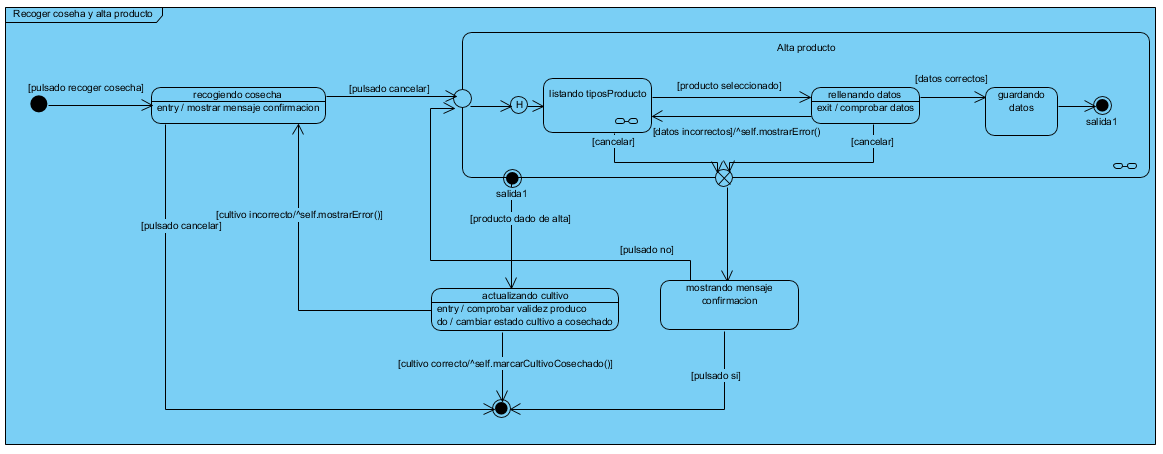 Recoger coseha y alta producto
Alta producto
[pulsado recoger cosecha]
recogiendo cosecha
entry / mostrar mensaje confirmacion
[pulsado cancelar]
H
listando tiposProducto
[producto seleccionado]
rellenando datos
exit / comprobar datos
[datos correctos]
guardando
datos
salida1
[datos incorrectos]/^self.mostrarError()
[cancelar]
[cancelar]
salida1
[producto dado de alta]
[cultivo incorrecto/^self.mostrarError()]
[pulsado cancelar]
[pulsado no]
actualizando cultivo
entry / comprobar validez produco
do / cambiar estado cultivo a cosechado
mostrando mensaje
confirmacion
[cultivo correcto/^self.marcarCultivoCosechado()]
[pulsado si]